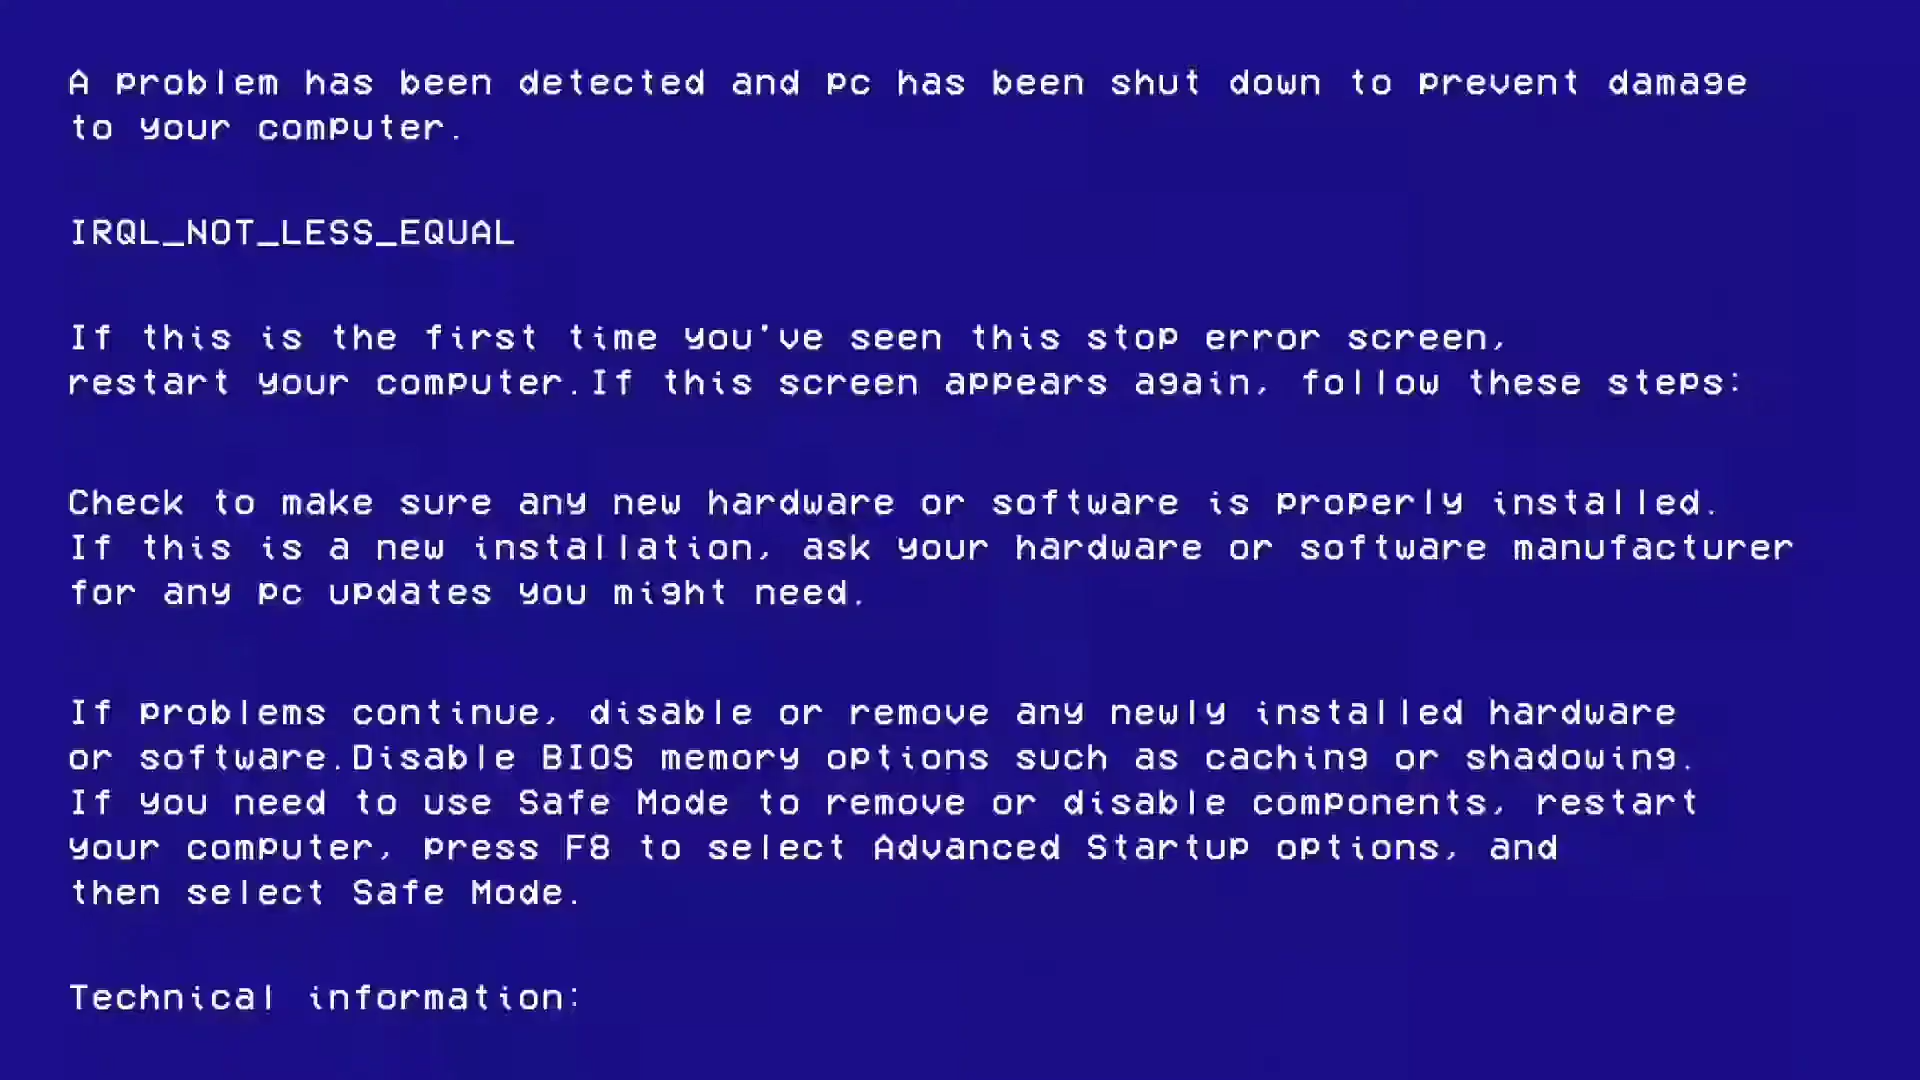 A problem has been detected and pc has been shut down to prevent damage
to your computer.
IRQL_NOT_LESS_EQUAL
If this is the first time you've seen this stop error screen,
restart your computer.If this screen appears again, follow these steps:
Check to make sure any new hardware or software is properly installed.
If this is a new installation, ask your hardware or software manufacturer
for any pc updates you might need.
If problems continue, disable or remove any newly installed hardware
or software.Disable BIOS memory options such as caching or shadowing.
If you need to use Safe Mode to remove or disable components, restart
your computer, press F8 to select Advanced Startup options, and
then select Safe Mode.
Technical information: